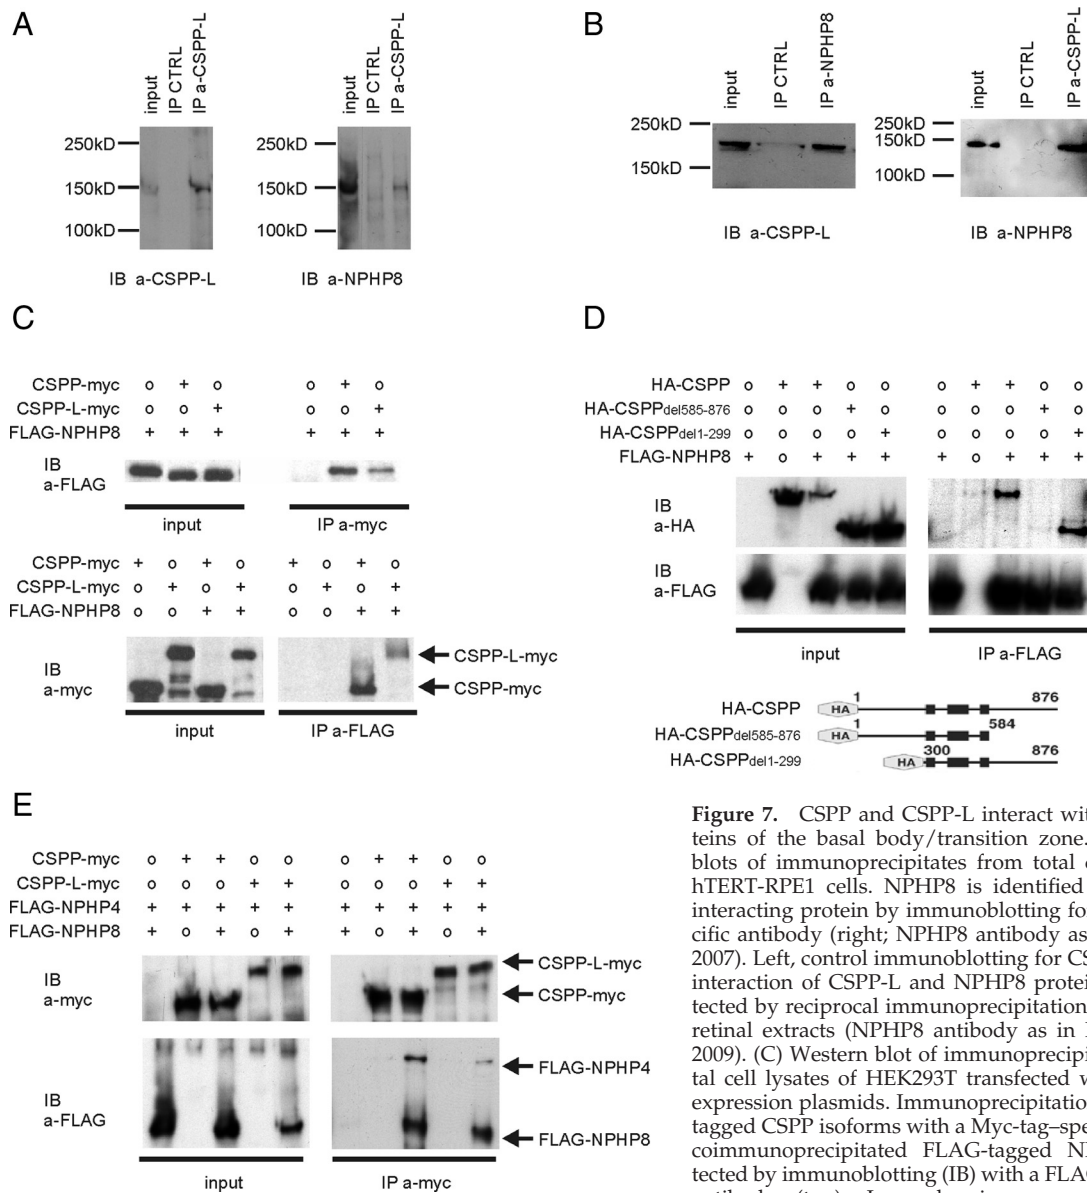 A
input
IP CTRL
IP a-CSPP-L
input
IP CTRL
IP a-CSPP-L
250kD
150kD
100kD
250kD
150kD
100kD
IB a-CSPP-L
IB a-NPHP8
B
input
IP CTRL
IP a-NPHP8
input
IP CTRL
IP a-CSPP-L
250kD
150kD
250kD
150kD
100kD
IB a-CSPP-L
IB a-NPHP8
C
CSPP-myc o + o o + o
CSPP-L-myc o o + o o +
FLAG-NPHP8 + + + + + +
IB
a-FLAG
input
IP a-myc
CSPP-myc + o + o + o + o
CSPP-L-myc o + o + o + o +
FLAG-NPHP8 o o + + o o + +
IB
a-myc
CSPP-L-myc
CSPP-myc
input
IP a-FLAG
D
HA-CSPP o + + o o o + + o o
HA-CSPPdel585-876 o o o + o o o o + o
HA-CSPPdel1-299 o o o o + o o o o +
FLAG-NPHP8 + o + + + + o + + +
IB
a-HA
IB
a-FLAG
input
IP a-FLAG
HA-CSPP HA 1 876
HA-CSPPdel585-876 HA 1 584
HA-CSPPdel1-299 HA 300 876
E
CSPP-myc o + + o o o + + o o
CSPP-L-myc o o o + + o o o + +
FLAG-NPHP4 + + + + + + + + + +
FLAG-NPHP8 + o + o + + o + o +
IB
a-myc
CSPP-L-myc
CSPP-myc
IB
a-FLAG
FLAG-NPHP4
FLAG-NPHP8
input
IP a-myc
Figure 7. CSPP and CSPP-L interact wit
teins of the basal body/transition zone.
blots of immunoprecipitates from total c
hTERT-RPE1 cells. NPHP8 is identified
interacting protein by immunoblotting for
cific antibody (right; NPHP8 antibody as
2007). Left, control immunoblotting for CS
interaction of CSPP-L and NPHP8 protein
tected by reciprocal immunoprecipitation
retinal extracts (NPHP8 antibody as in
2009). (C) Western blot of immunoprecipi
tal cell lysates of HEK293T transfected w
expression plasmids. Immunoprecipitation
tagged CSPP isoforms with a Myc-tag–spe
coimmunoprecipitated FLAG-tagged NP
tected by immunoblotting (IB) with a FLAG